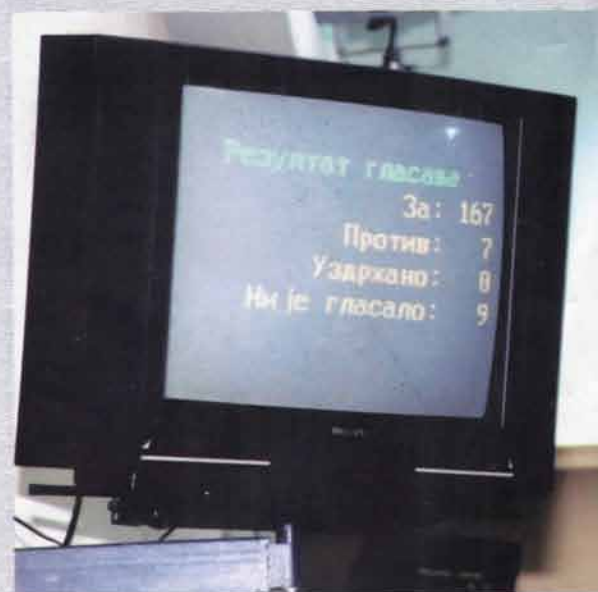 Резултат гласања
За: 167
Против: 7
Уздржано: 0
Није гласало: 9